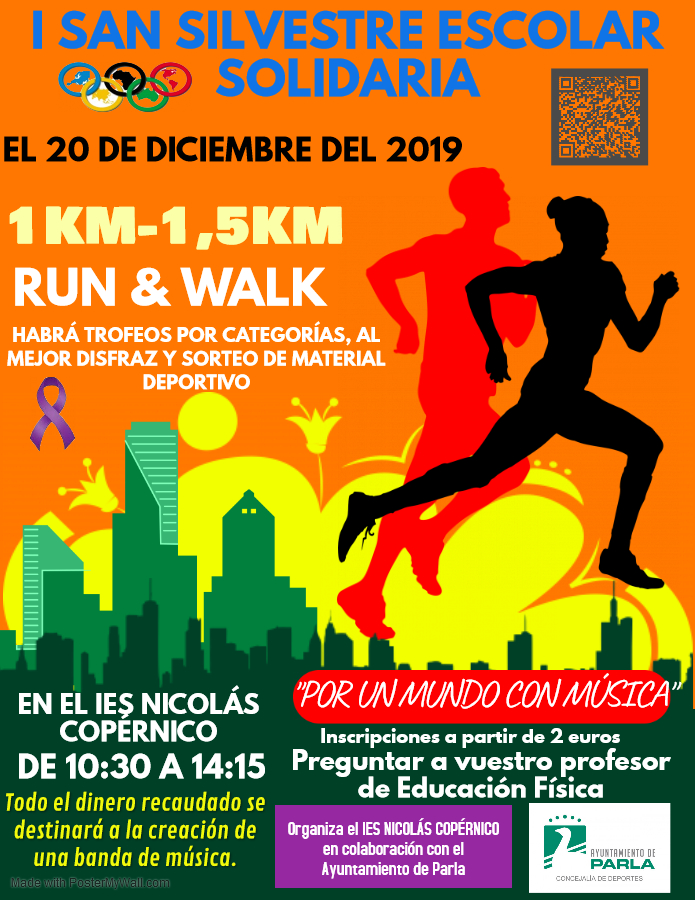 I SAN SILVESTRE ESCOLAR
SOLIDARIA
EL 20 DE DICIEMBRE DEL 2019
1KM-1,5KM
RUN & WALK
HABRÁ TROFEOS POR CATEGORÍAS, AL
MEJOR DISFRAZ Y SORTEO DE MATERIAL
DEPORTIVO
EN EL IES NICOLÁS
COPÉRNICO
DE 10:30 A 14:15
Todo el dinero recaudado se
destinará a la creación de
una banda de música.
Made with PosterMyWall.com
"POR UN MUNDO CON MÚSICA"
Inscripciones a partir de 2 euros
Preguntar a vuestro profesor
de Educación Física
Organiza el IES NICOLÁS COPÉRNICO
en colaboración con el
Ayuntamiento de Parla
AYUNTAMIENTO DE
PARLA
CONCEJALÍA DE DEPORTES